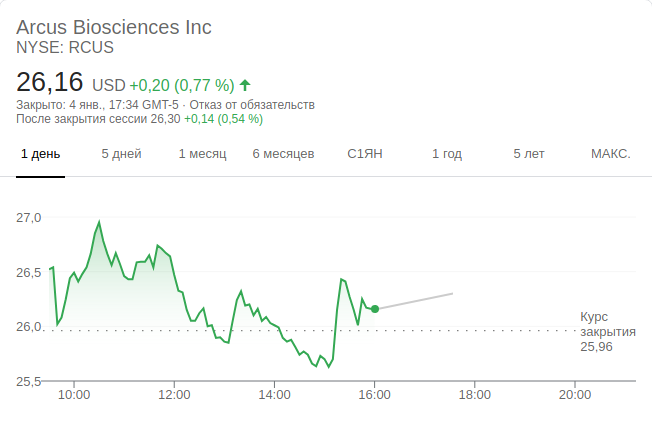 Arcus Biosciences Inc
NYSE: RCUS
26,16 USD +0,20 (0,77 %)
Закрыто: 4 янв., 17:34 GMT-5 · Отказ от обязательств
После закрытия сессии 26,30 +0,14 (0,54 %)
1 день 5 дней 1 месяц 6 месяцев С1ЯН 1 год 5 лет МАКС.
27,0
26,5
26,0
Курс
закрытия
25,96
25,5
10:00 12:00 14:00 16:00 18:00 20:00